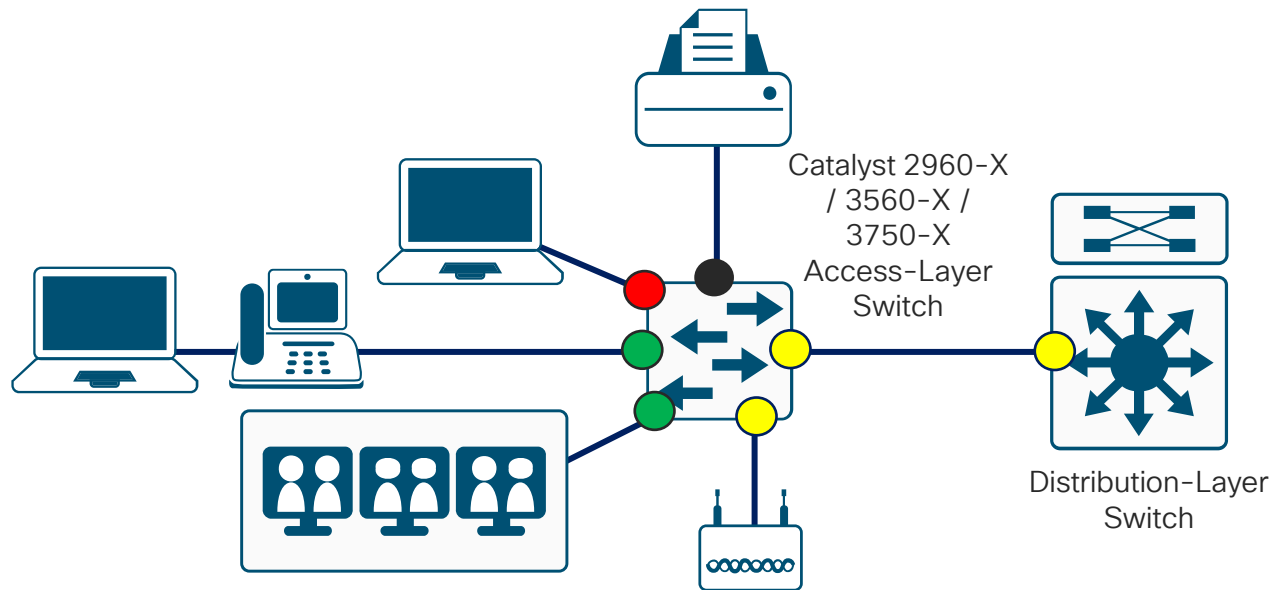 Catalyst 2960-X
/ 3560-X /
3750-X
Access-Layer
Switch
Distribution-Layer
Switch